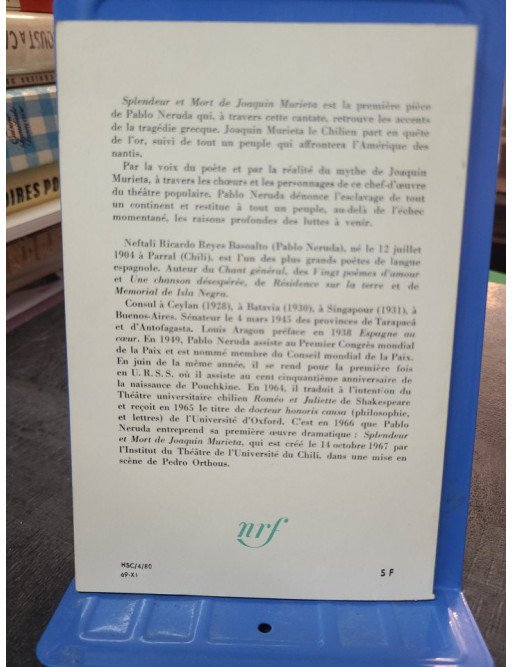 Splendeur et Mort de Joaquin Murieta est la première pièce
de Pablo Neruda qui, à travers cette cantate, retrouve les accents
de la tragédie grecque. Joaquin Murieta le Chilien part en quête
de l'or, suivi de tout un peuple qui affrontera l'Amérique des
nantis.
Par la voix du poète et par la réalité du mythe de Joaquin
Murieta, à travers les chœurs et les personnages de ce chef-d'œuvre
du théâtre populaire, Pablo Neruda dénonce l'esclavage de tout
un continent et restitue à tout un peuple, au-delà de l'échec
momentané, les raisons profondes des luttes à venir.
Neftali Ricardo Reyes Basoalto (Pablo Neruda), né le 12 juillet
1904 à Parral (Chili), est l'un des plus grands poètes de langue
espagnole. Auteur du Chant général, des Vingt poèmes d'amour
et Une chanson désespérée, de Résidence sur la terre et de
Memorial de Isla Negra.
Consul à Ceylan (1928), à Batavia (1930), à Singapour (1931), à
Buenos-Aires. Sénateur le 4 mars 1945 des provinces de Tarapacá
et d'Antofagasta. Louis Aragon préface en 1938 Espagne au
cœur. En 1949, Pablo Neruda assiste au Premier Congrès mondial
de la Paix et est nommé membre du Conseil mondial de la Paix.
En juin de la même année, il se rend pour la première fois
en U.R.S.S. où il assiste au cent cinquantième anniversaire de
la naissance de Pouchkine. En 1964, il traduit à l'intention du
Théâtre universitaire chilien Roméo et Juliette de Shakespeare
et reçoit en 1965 le titre de docteur honoris causa (philosophie,
et lettres) de l'Université d'Oxford. C'est en 1966 que Pablo
Neruda entreprend sa première œuvre dramatique : Splendeur
et Mort de Joaquin Murieta, qui est créé le 14 octobre 1967 par
l'Institut du Théâtre de l'Université du Chili, dans une mise en
scène de Pedro Orthous.
nrf
HSC/4/80
69-XI
5 F